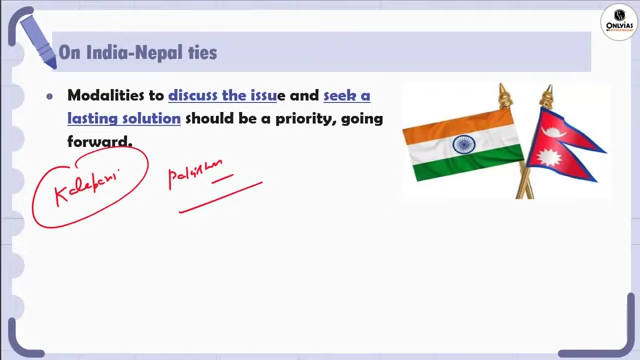 ONLYIAS
On India-Nepal ties
Modalities to discuss the issue and seek a
lasting solution should be a priority, going
forward.
Kalapani